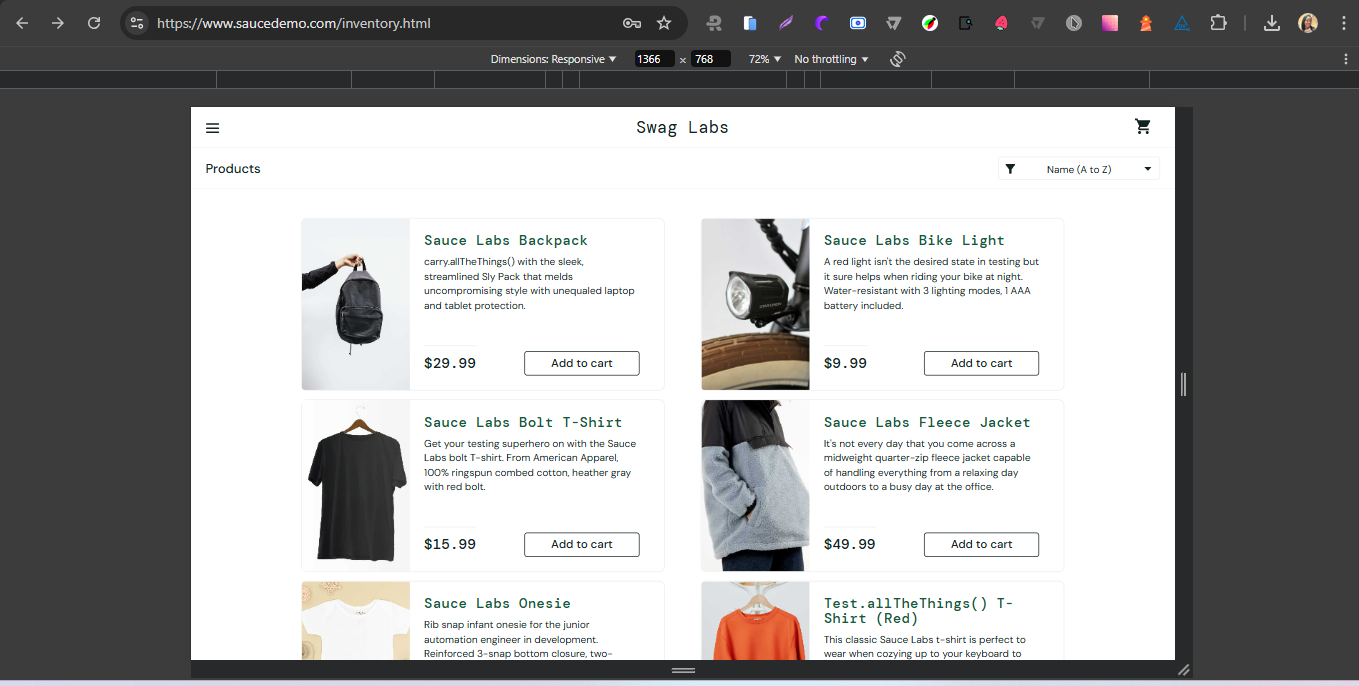 https://www.saucedemo.com/inventory.html
Dimensions: Responsive 1366 × 768 72% No throttling
Swag Labs
Products
Name (A to Z)
Sauce Labs Backpack
carry.allTheThings() with the sleek,
streamlined Sly Pack that melds
uncompromising style with unequaled laptop
and tablet protection.
$29.99
Add to cart
Sauce Labs Bike Light
A red light isn't the desired state in testing but
it sure helps when riding your bike at night.
Water-resistant with 3 lighting modes, 1 AAA
battery included.
$9.99
Add to cart
Sauce Labs Bolt T-Shirt
Get your testing superhero on with the Sauce
Labs bolt T-shirt. From American Apparel,
100% ringspun combed cotton, heather gray
with red bolt.
$15.99
Add to cart
Sauce Labs Fleece Jacket
It's not every day that you come across a
midweight quarter-zip fleece jacket capable
of handling everything from a relaxing day
outdoors to a busy day at the office.
$49.99
Add to cart
Sauce Labs Onesie
Rib snap infant onesie for the junior
automation engineer in development.
Reinforced 3-snap bottom closure, two-
Test.allTheThings() T-
Shirt (Red)
This classic Sauce Labs t-shirt is perfect to
wear when cozying up to your keyboard to